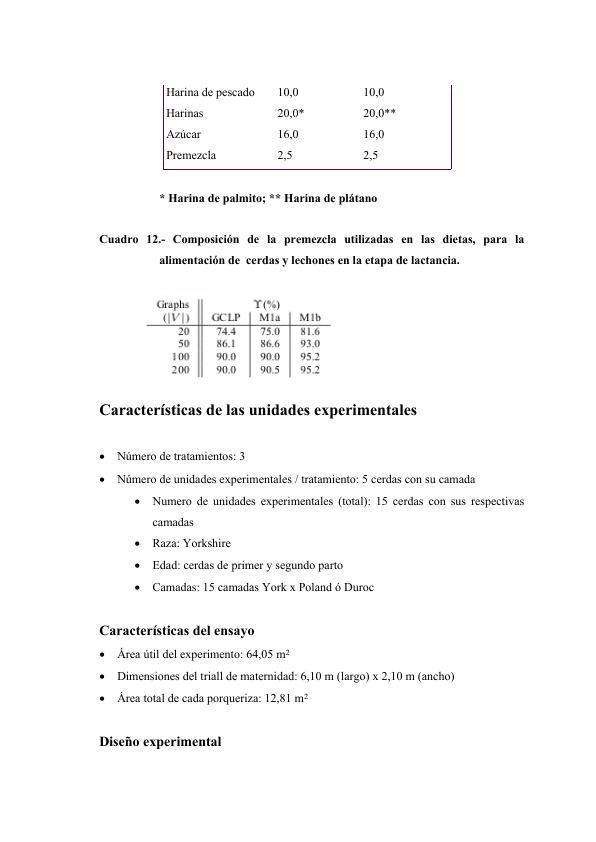 Harina de pescado 10,0 10,0
Harinas 20,0* 20,0**
Azúcar 16,0 16,0
Premezcla 2,5 2,5
* Harina de palmito; ** Harina de plátano
Cuadro 12.- Composición de la premezcla utilizadas en las dietas, para la
alimentación de cerdas y lechones en la etapa de lactancia.
Graphs ϒ(%)
(|V|) GCLP M1a M1b
20 74.4 75.0 81.6
50 86.1 86.6 93.0
100 90.0 90.0 95.2
200 90.0 90.5 95.2
Características de las unidades experimentales
• Número de tratamientos: 3
• Número de unidades experimentales / tratamiento: 5 cerdas con su camada
• Numero de unidades experimentales (total): 15 cerdas con sus respectivas
camadas
• Raza: Yorkshire
• Edad: cerdas de primer y segundo parto
• Camadas: 15 camadas York x Poland ó Duroc
Características del ensayo
• Área útil del experimento: 64,05 m²
• Dimensiones del triall de maternidad: 6,10 m (largo) x 2,10 m (ancho)
• Área total de cada porqueriza: 12,81 m²
Diseño experimental